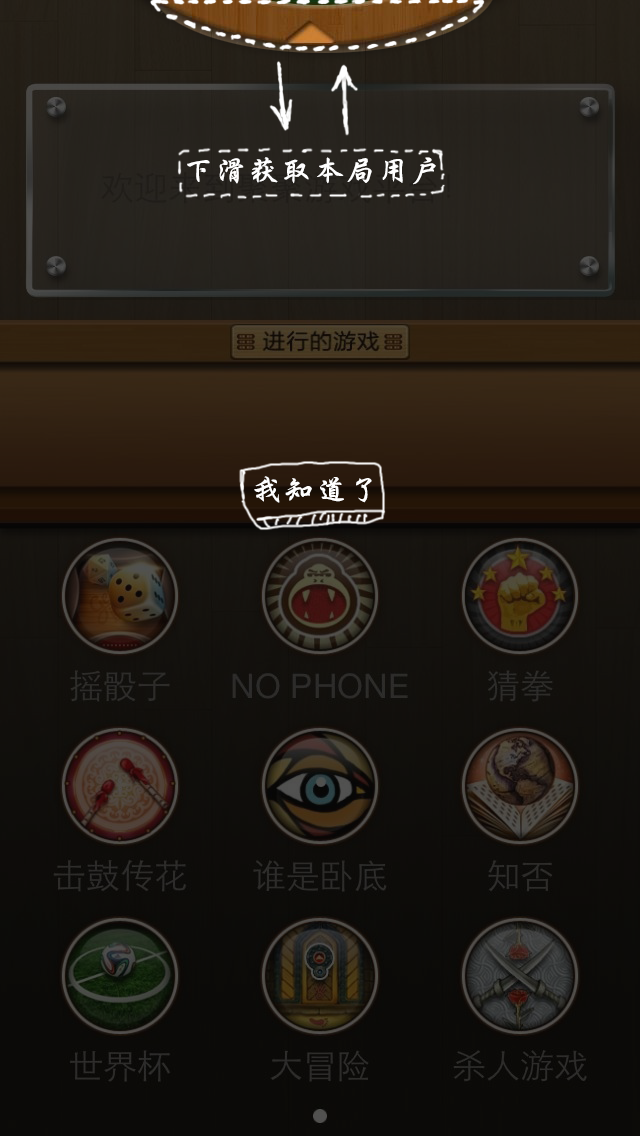 下滑获取本局用户
欢迎来
进行的游戏
我知道了
摇骰子
NO PHONE
猜拳
击鼓传花
谁是卧底
知否
世界杯
大冒险
杀人游戏